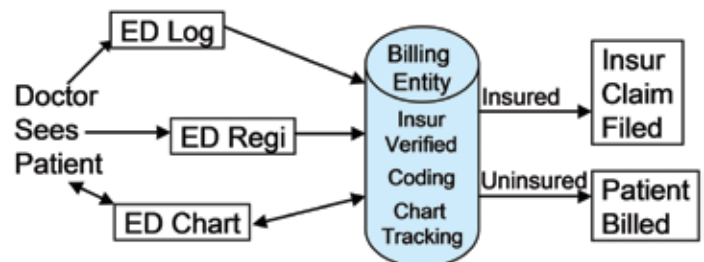 ED Log
Doctor
Sees
Patient
ED Regi
ED Chart
Billing
Entity
Insur
Verified
Coding
Chart
Tracking
Insured
Uninsured
Insur
Claim
Filed
Patient
Billed